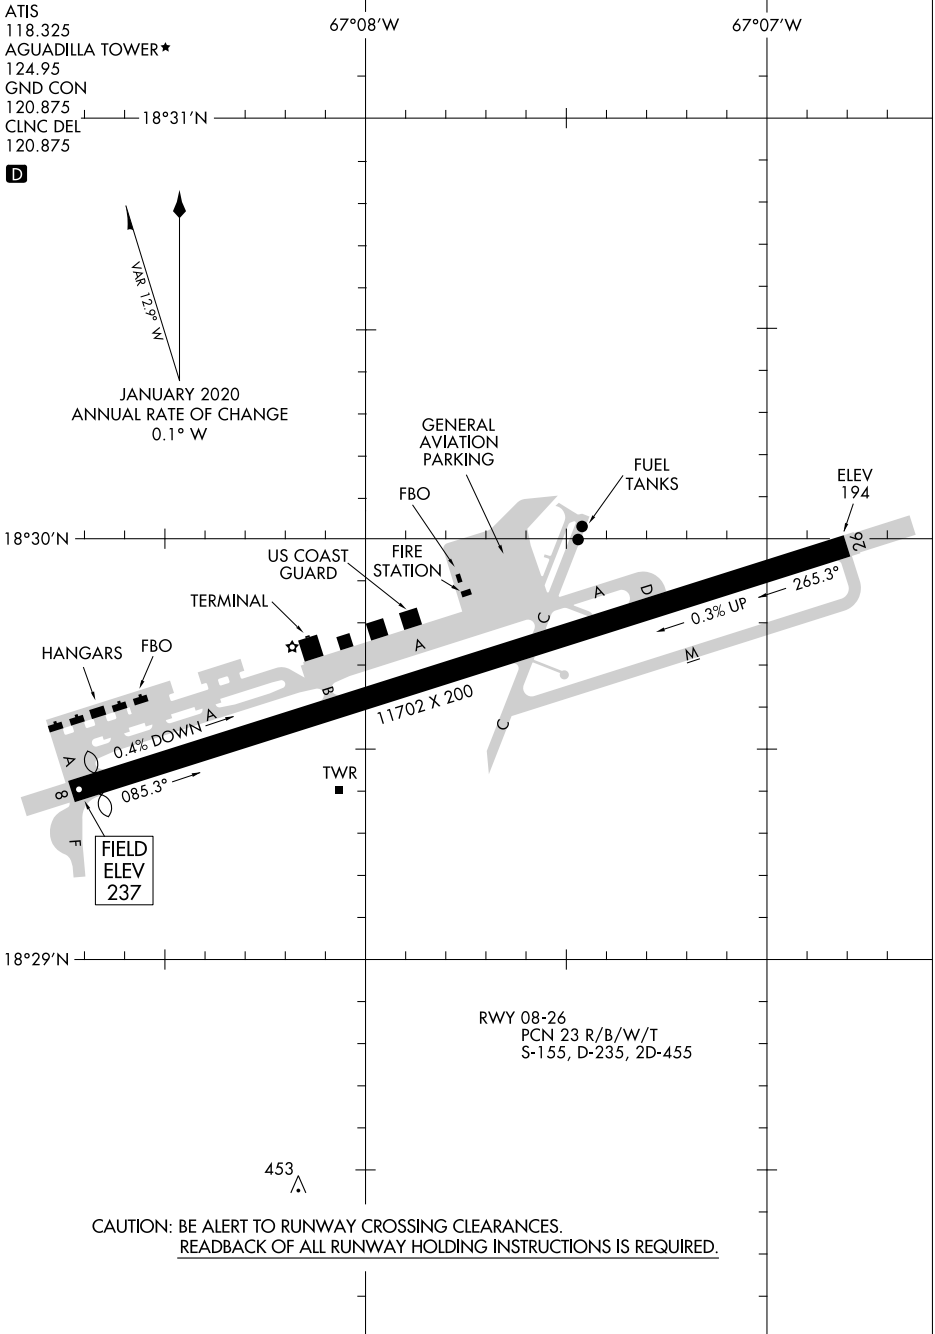 ATIS
118.325
AGUADILLA TOWER★
124.95
GND CON
120.875
CLNC DEL
120.875
D
67°08'W
67°07'W
18°31'N
VAR 12.9° W
JANUARY 2020
ANNUAL RATE OF CHANGE
0.1° W
GENERAL
AVIATION
PARKING
FUEL
TANKS
ELEV
194
FBO
18°30'N
US COAST
GUARD
FIRE
STATION
26
TERMINAL
A
D
265.3°
0.3% UP
C
HANGARS
FBO
A
M
B
11702 X 200
A
C
0.4% DOWN
A
085.3°
8
TWR
F
FIELD
ELEV
237
18°29'N
RWY 08-26
PCN 23 R/B/W/T
S-155, D-235, 2D-455
453
CAUTION: BE ALERT TO RUNWAY CROSSING CLEARANCES.
READBACK OF ALL RUNWAY HOLDING INSTRUCTIONS IS REQUIRED.